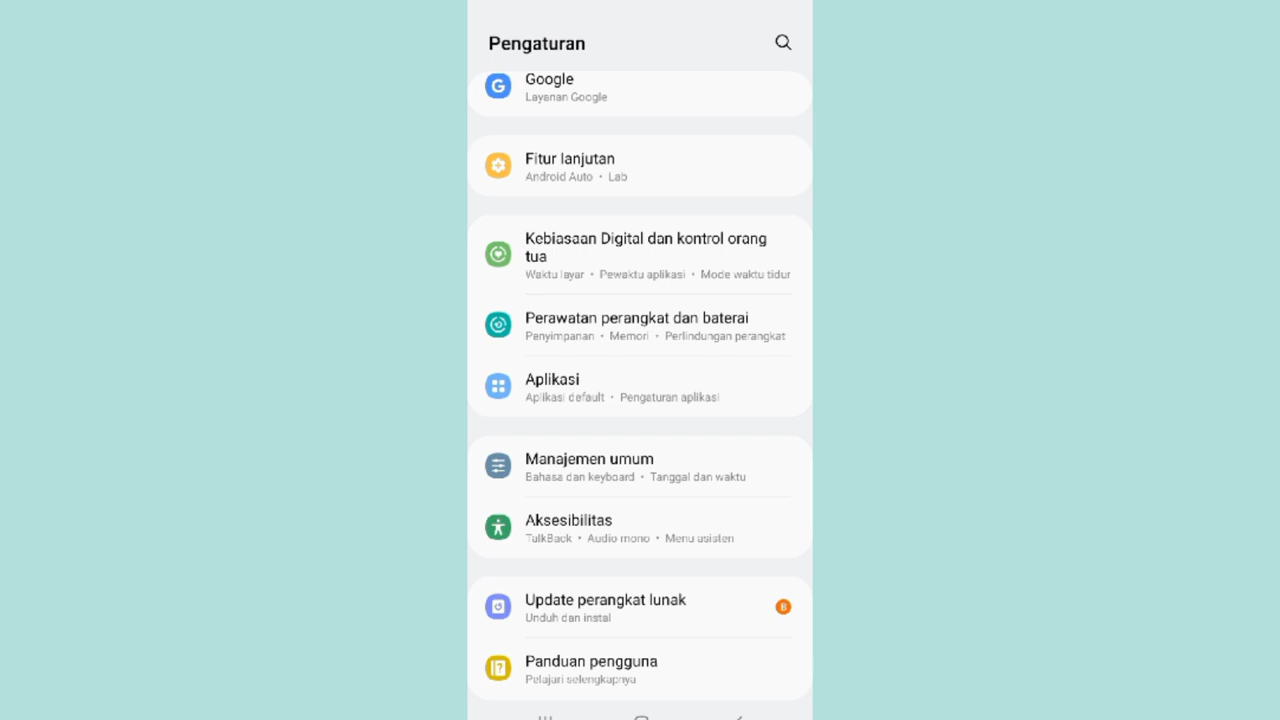 Pengaturan
Google
Layanan Google
Fitur lanjutan
Android Auto • Lab
Kebiasaan Digital dan kontrol orang
tua
Waktu layar • Pewaktu aplikasi • Mode waktu tidur
Perawatan perangkat dan baterai
Penyimpanan • Memori • Perlindungan perangkat
Aplikasi
Aplikasi default • Pengaturan aplikasi
Manajemen umum
Bahasa dan keyboard • Tanggal dan waktu
Aksesibilitas
TalkBack • Audio mono • Menu asisten
Update perangkat lunak
Unduh dan instal
Panduan pengguna
Pelajari selengkapnya